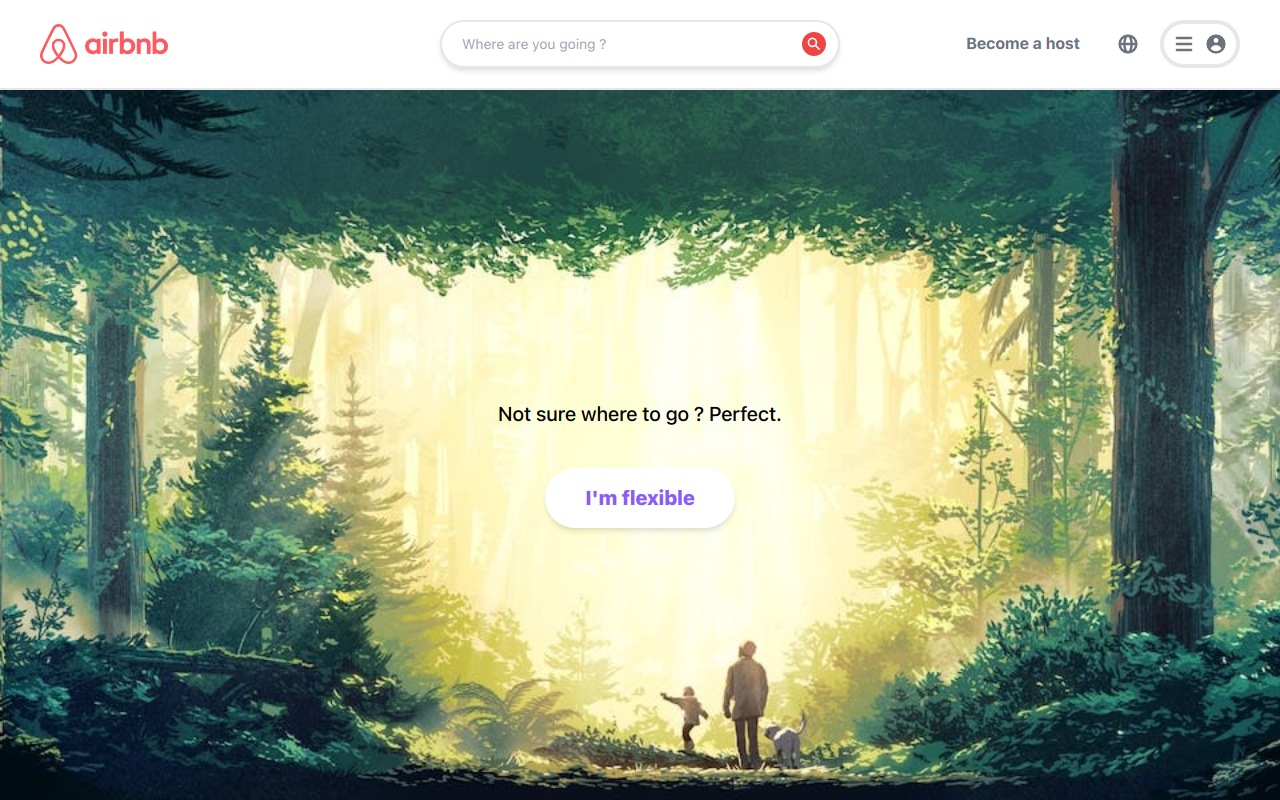 airbnb
Where are you going ?
Become a host
Not sure where to go ? Perfect.
I'm flexible